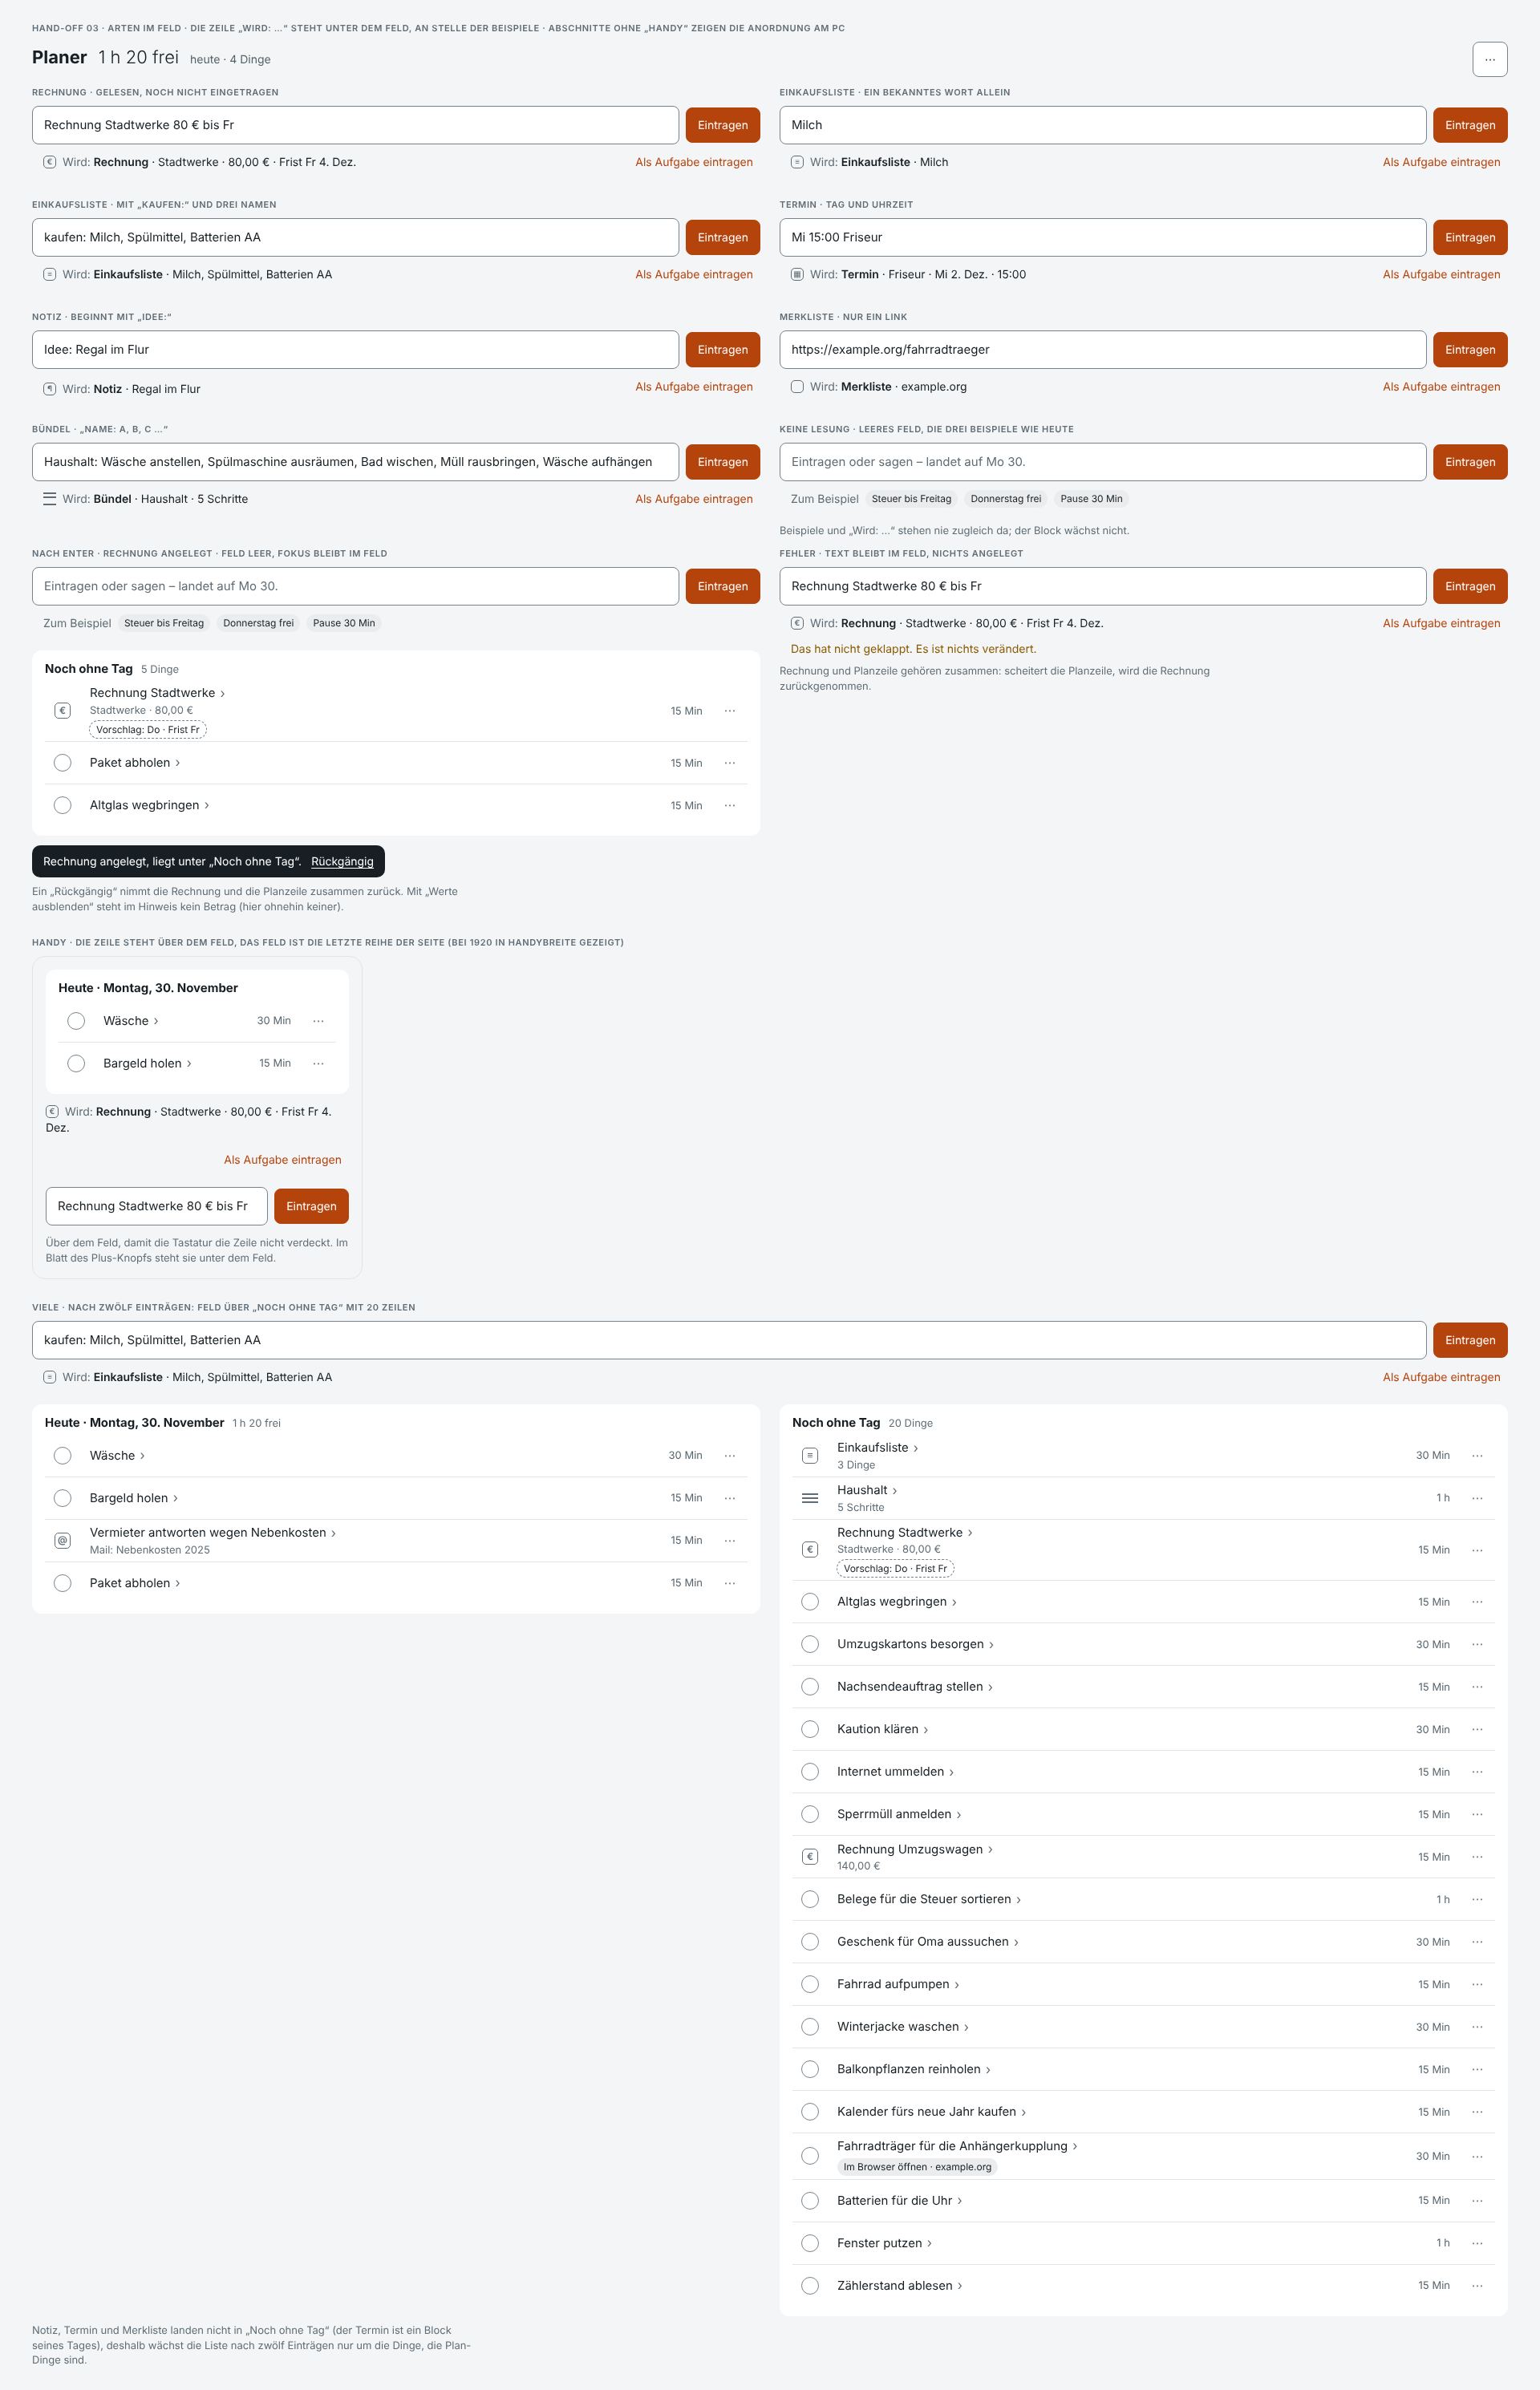 HAND-OFF 03 · ARTEN IM FELD · DIE ZEILE „WIRD: …“ STEHT UNTER DEM FELD, AN STELLE DER BEISPIELE · ABSCHNITTE OHNE „HANDY“ ZEIGEN DIE ANORDNUNG AM PC
Planer 1 h 20 frei heute · 4 Dinge
···
RECHNUNG · GELESEN, NOCH NICHT EINGETRAGEN
Rechnung Stadtwerke 80 € bis Fr Eintragen
€ Wird: Rechnung · Stadtwerke · 80,00 € · Frist Fr 4. Dez. Als Aufgabe eintragen
EINKAUFSLISTE · EIN BEKANNTES WORT ALLEIN
Milch Eintragen
= Wird: Einkaufsliste · Milch Als Aufgabe eintragen
EINKAUFSLISTE · MIT „KAUFEN:“ UND DREI NAMEN
kaufen: Milch, Spülmittel, Batterien AA Eintragen
= Wird: Einkaufsliste · Milch, Spülmittel, Batterien AA Als Aufgabe eintragen
TERMIN · TAG UND UHRZEIT
Mi 15:00 Friseur Eintragen
Wird: Termin · Friseur · Mi 2. Dez. · 15:00 Als Aufgabe eintragen
NOTIZ · BEGINNT MIT „IDEE:“
Idee: Regal im Flur Eintragen
¶ Wird: Notiz · Regal im Flur Als Aufgabe eintragen
MERKLISTE · NUR EIN LINK
https://example.org/fahrradtraeger Eintragen
Wird: Merkliste · example.org Als Aufgabe eintragen
BÜNDEL · „NAME: A, B, C …“
Haushalt: Wäsche anstellen, Spülmaschine ausräumen, Bad wischen, Müll rausbringen, Wäsche aufhängen Eintragen
Wird: Bündel · Haushalt · 5 Schritte Als Aufgabe eintragen
KEINE LESUNG · LEERES FELD, DIE DREI BEISPIELE WIE HEUTE
Eintragen oder sagen – landet auf Mo 30. Eintragen
Zum Beispiel Steuer bis Freitag Donnerstag frei Pause 30 Min
Beispiele und „Wird: …“ stehen nie zugleich da; der Block wächst nicht.
NACH ENTER · RECHNUNG ANGELEGT · FELD LEER, FOKUS BLEIBT IM FELD
Eintragen oder sagen – landet auf Mo 30. Eintragen
Zum Beispiel Steuer bis Freitag Donnerstag frei Pause 30 Min
Noch ohne Tag 5 Dinge
€ Rechnung Stadtwerke › 15 Min ···
Stadtwerke · 80,00 €
Vorschlag: Do · Frist Fr
Paket abholen › 15 Min ···
Altglas wegbringen › 15 Min ···
Rechnung angelegt, liegt unter „Noch ohne Tag“. Rückgängig
Ein „Rückgängig“ nimmt die Rechnung und die Planzeile zusammen zurück. Mit „Werte
ausblenden“ steht im Hinweis kein Betrag (hier ohnehin keiner).
FEHLER · TEXT BLEIBT IM FELD, NICHTS ANGELEGT
Rechnung Stadtwerke 80 € bis Fr Eintragen
€ Wird: Rechnung · Stadtwerke · 80,00 € · Frist Fr 4. Dez. Als Aufgabe eintragen
Das hat nicht geklappt. Es ist nichts verändert.
Rechnung und Planzeile gehören zusammen: scheitert die Planzeile, wird die Rechnung
zurückgenommen.
HANDY · DIE ZEILE STEHT ÜBER DEM FELD, DAS FELD IST DIE LETZTE REIHE DER SEITE (BEI 1920 IN HANDYBREITE GEZEIGT)
Heute · Montag, 30. November
Wäsche › 30 Min ···
Bargeld holen › 15 Min ···
€ Wird: Rechnung · Stadtwerke · 80,00 € · Frist Fr 4.
Dez.
Als Aufgabe eintragen
Rechnung Stadtwerke 80 € bis Fr Eintragen
Über dem Feld, damit die Tastatur die Zeile nicht verdeckt. Im
Blatt des Plus-Knopfs steht sie unter dem Feld.
VIELE · NACH ZWÖLF EINTRÄGEN: FELD ÜBER „NOCH OHNE TAG“ MIT 20 ZEILEN
kaufen: Milch, Spülmittel, Batterien AA Eintragen
= Wird: Einkaufsliste · Milch, Spülmittel, Batterien AA Als Aufgabe eintragen
Heute · Montag, 30. November 1 h 20 frei
Wäsche › 30 Min ···
Bargeld holen › 15 Min ···
@ Vermieter antworten wegen Nebenkosten › 15 Min ···
Mail: Nebenkosten 2025
Paket abholen › 15 Min ···
Noch ohne Tag 20 Dinge
= Einkaufsliste › 30 Min ···
3 Dinge
Haushalt › 1 h ···
5 Schritte
€ Rechnung Stadtwerke › 15 Min ···
Stadtwerke · 80,00 €
Vorschlag: Do · Frist Fr
Altglas wegbringen › 15 Min ···
Umzugskartons besorgen › 30 Min ···
Nachsendeauftrag stellen › 15 Min ···
Kaution klären › 30 Min ···
Internet ummelden › 15 Min ···
Sperrmüll anmelden › 15 Min ···
€ Rechnung Umzugswagen › 15 Min ···
140,00 €
Belege für die Steuer sortieren › 1 h ···
Geschenk für Oma aussuchen › 30 Min ···
Fahrrad aufpumpen › 15 Min ···
Winterjacke waschen › 30 Min ···
Balkonpflanzen reinholen › 15 Min ···
Kalender fürs neue Jahr kaufen › 15 Min ···
Fahrradträger für die Anhängerkupplung › 30 Min ···
Im Browser öffnen · example.org
Batterien für die Uhr › 15 Min ···
Fenster putzen › 1 h ···
Zählerstand ablesen › 15 Min ···
Notiz, Termin und Merkliste landen nicht in „Noch ohne Tag“ (der Termin ist ein Block
seines Tages), deshalb wächst die Liste nach zwölf Einträgen nur um die Dinge, die Plan-
Dinge sind.